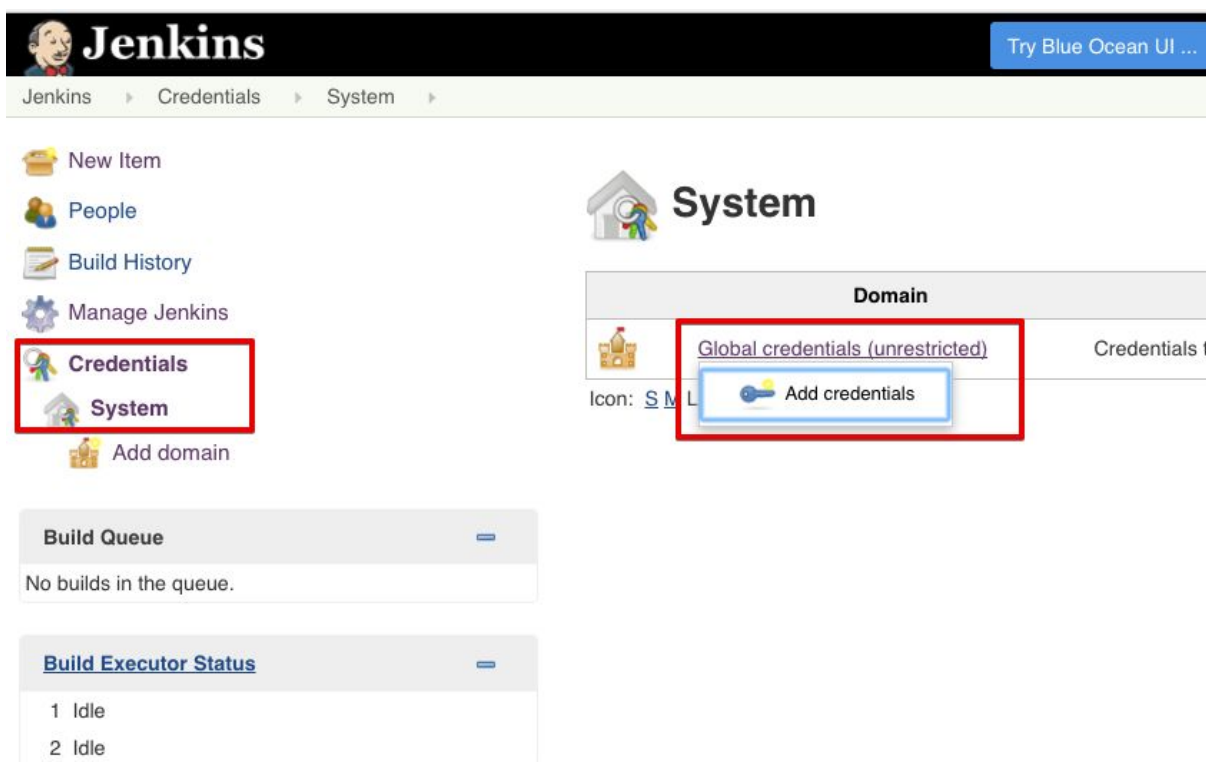 Jenkins
Try Blue Ocean UI ...
Jenkins Credentials System
New Item
People
Build History
Manage Jenkins
Credentials
System
Add domain
Build Queue
No builds in the queue.
Build Executor Status
1 Idle
2 Idle
System
Domain
Global credentials (unrestricted) Credentials t
Icon: S M L
Add credentials